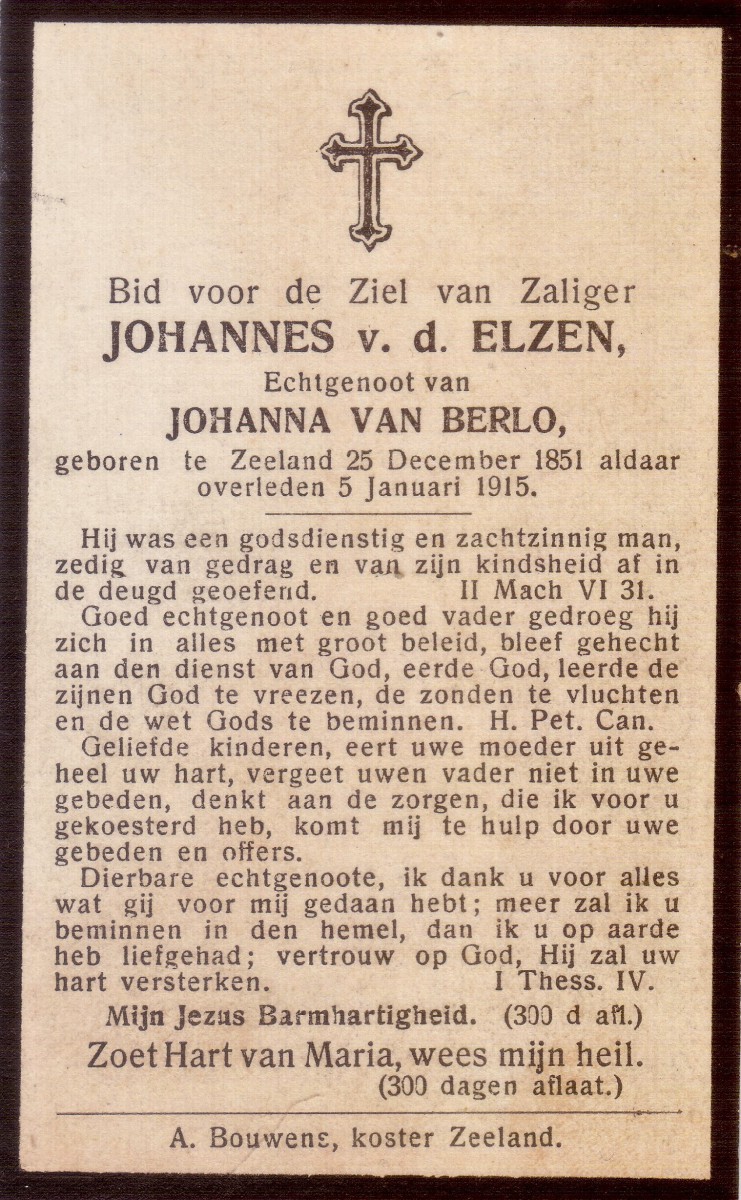 Bid voor de Ziel van Zaliger
JOHANNES v. d. ELZEN,
Echtgenoot van
JOHANNA VAN BERLO,
geboren te Zeeland 25 December 1851 aldaar
overleden 5 Januari 1915.
Hij was een godsdienstig en zachtzinnig man,
zedig van gedrag en van zijn kindsheid af in
de deugd geoefend. II Mach VI 31.
Goed echtgenoot en goed vader gedroeg hij
zich in alles met groot beleid, bleef gehecht
aan den dienst van God, eerde God, leerde de
zijnen God te vreezen, de zonden te vluchten
en de wet Gods te beminnen. H. Pet. Can.
Geliefde kinderen, eert uwe moeder uit ge-
heel uw hart, vergeet uwen vader niet in uwe
gebeden, denkt aan de zorgen, die ik voor u
gekoesterd heb, komt mij te hulp door uwe
gebeden en offers.
Dierbare echtgenoote, ik dank u voor alles
wat gij voor mij gedaan hebt; meer zal ik u
beminnen in den hemel, dan ik u op aarde
heb liefgehad; vertrouw op God, Hij zal uw
hart versterken. I Thess. IV.
Mijn Jezus Barmhartigheid. (300 d afl.)
Zoet Hart van Maria, wees mijn heil.
(300 dagen aflaat.)
A. Bouwens, koster Zeeland.